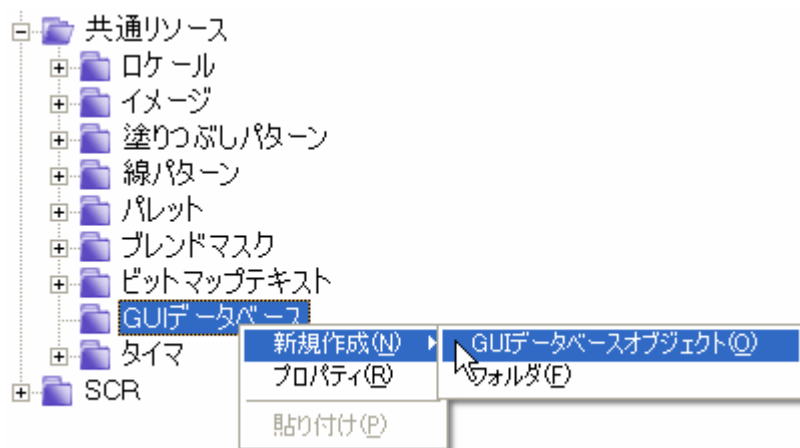 共通リソース
ロケール
イメージ
塗りつぶしパターン
線パターン
パレット
ブレンドマスク
ビットマップテキスト
GUIデータベース
新規作成(N) GUIデータベースオブジェクト(O)
タイマ
プロパティ(R) フォルダ(F)
SCR
貼り付け(P)